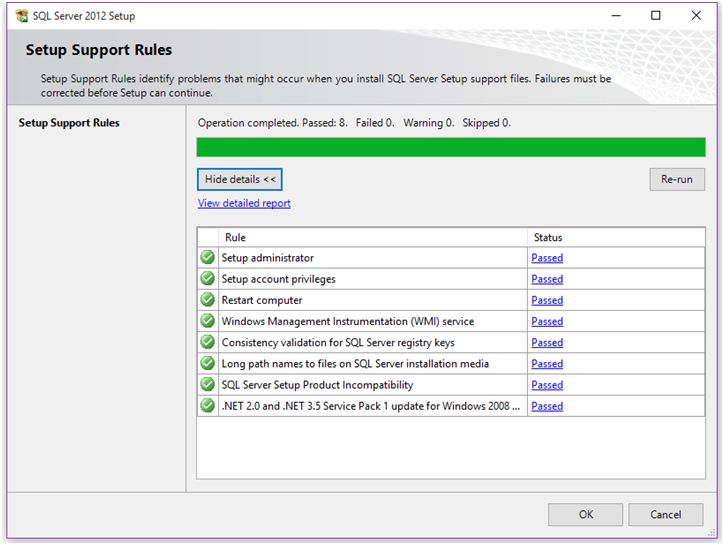 SQL Server 2012 Setup
Setup Support Rules
Setup Support Rules identify problems that might occur when you install SQL Server Setup support files. Failures must be
corrected before Setup can continue.
Setup Support Rules
Operation completed. Passed: 8.   Failed 0.   Warning 0.   Skipped 0.
Hide details <<
Re-run
View detailed report
Rule Status
Setup administrator Passed
Setup account privileges Passed
Restart computer Passed
Windows Management Instrumentation (WMI) service Passed
Consistency validation for SQL Server registry keys Passed
Long path names to files on SQL Server installation media Passed
SQL Server Setup Product Incompatibility Passed
.NET 2.0 and .NET 3.5 Service Pack 1 update for Windows 2008 ... Passed
OK Cancel